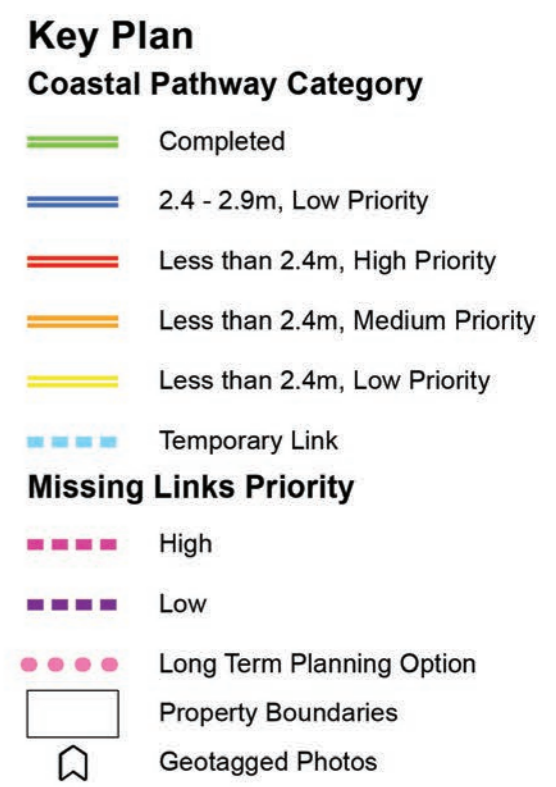 Key Plan
Coastal Pathway Category
Completed
2.4 - 2.9m, Low Priority
Less than 2.4m, High Priority
Less than 2.4m, Medium Priority
Less than 2.4m, Low Priority
Temporary Link
Missing Links Priority
High
Low
Long Term Planning Option
Property Boundaries
Geotagged Photos